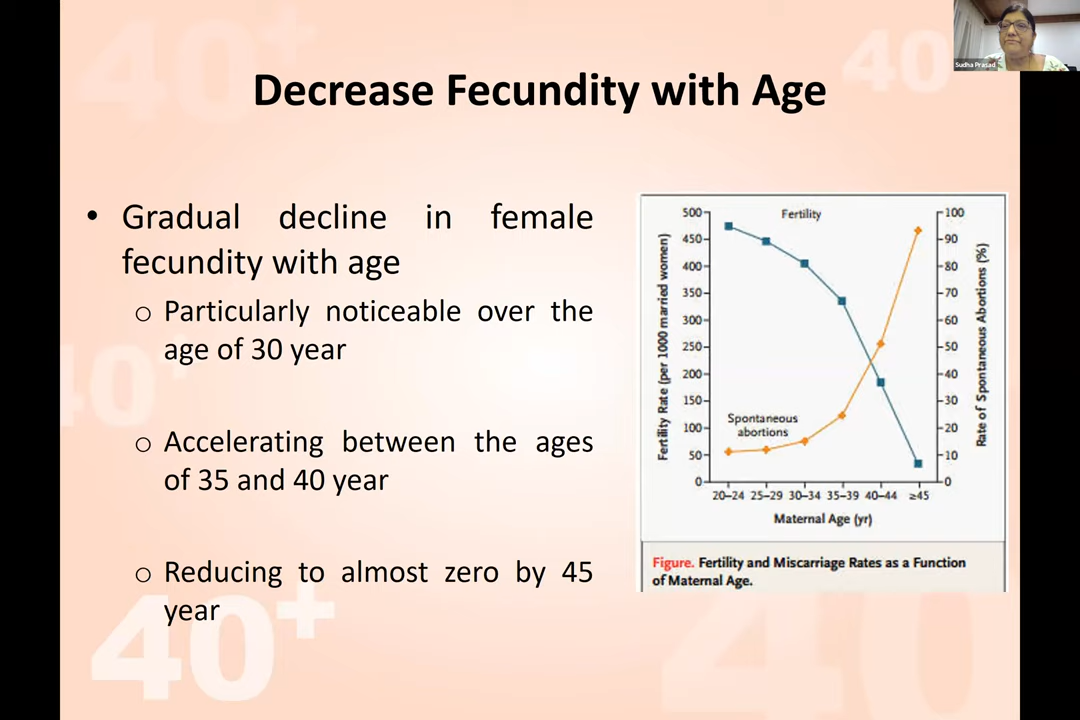 40+
40
Sudha Prasad
Decrease Fecundity with Age
• Gradual decline in female
fecundity with age
o Particularly noticeable over the
age of 30 year
40+
o Accelerating between the ages
of 35 and 40 year
o Reducing to almost zero by 45
year
40+
40
Fertility
Spontaneous
abortions
Fertility Rate (per 1000 married women)
500
450
400
350
300
250
200
150
100
50
0
Rate of Spontaneous Abortions (%)
100
90
80
70
60
50
40
30
20
10
0
20–24 25–29 30–34 35–39 40–44 ≥45
Maternal Age (yr)
Figure. Fertility and Miscarriage Rates as a Function
of Maternal Age.